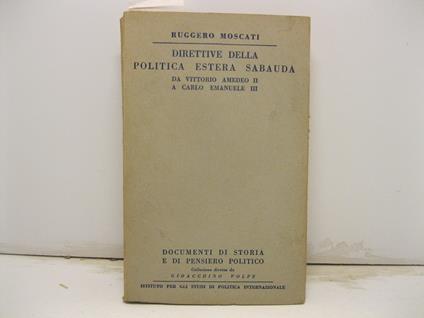 RUGGERO MOSCATI
DIRETTIVE DELLA
POLITICA ESTERA SABAUDA
DA VITTORIO AMEDEO II
A CARLO EMANUELE III
DOCUMENTI DI STORIA
E DI PENSIERO POLITICO
Collezione diretta da
GIOACCHINO VOLPE
ISTITUTO PER GLI STUDI DI POLITICA INTERNAZIONALE